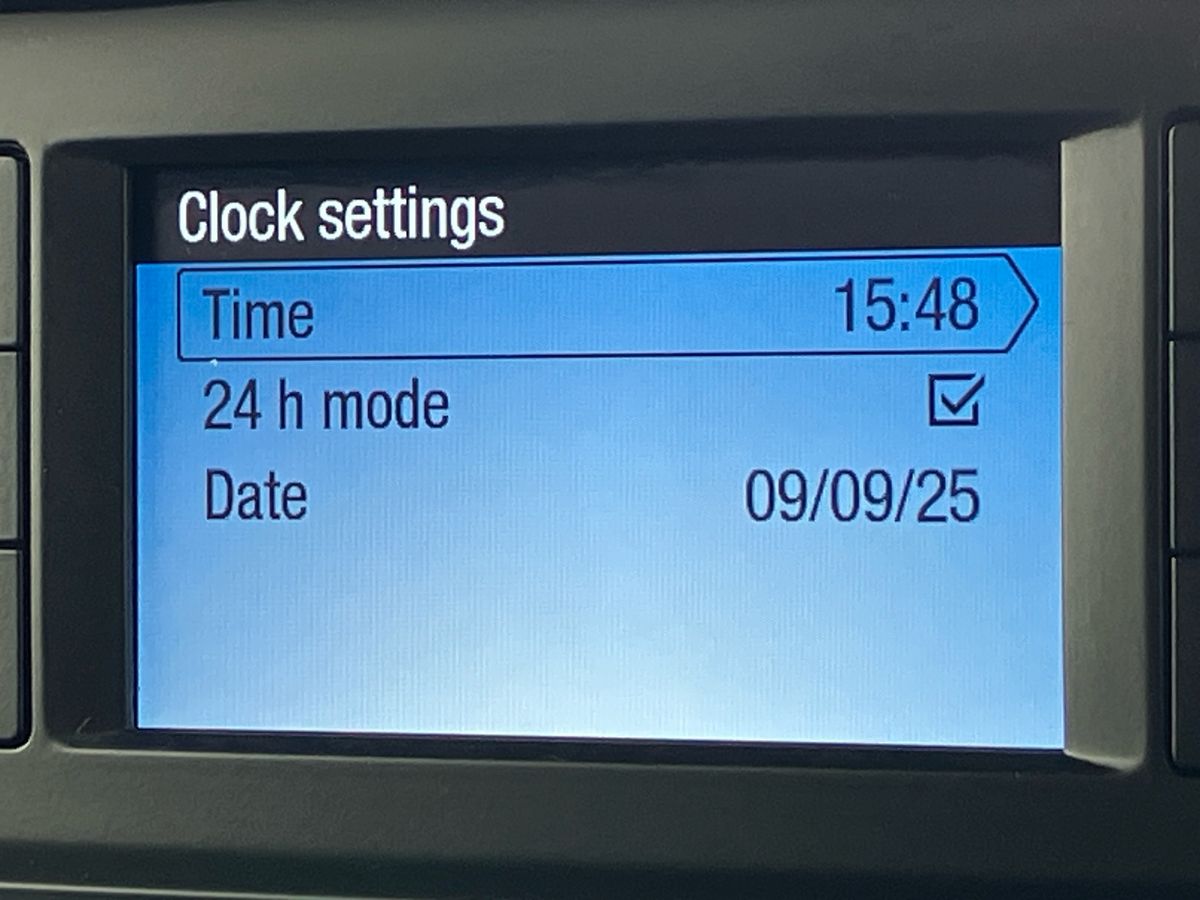 Clock settings
Time 15:48
24 h mode
Date 09/09/25